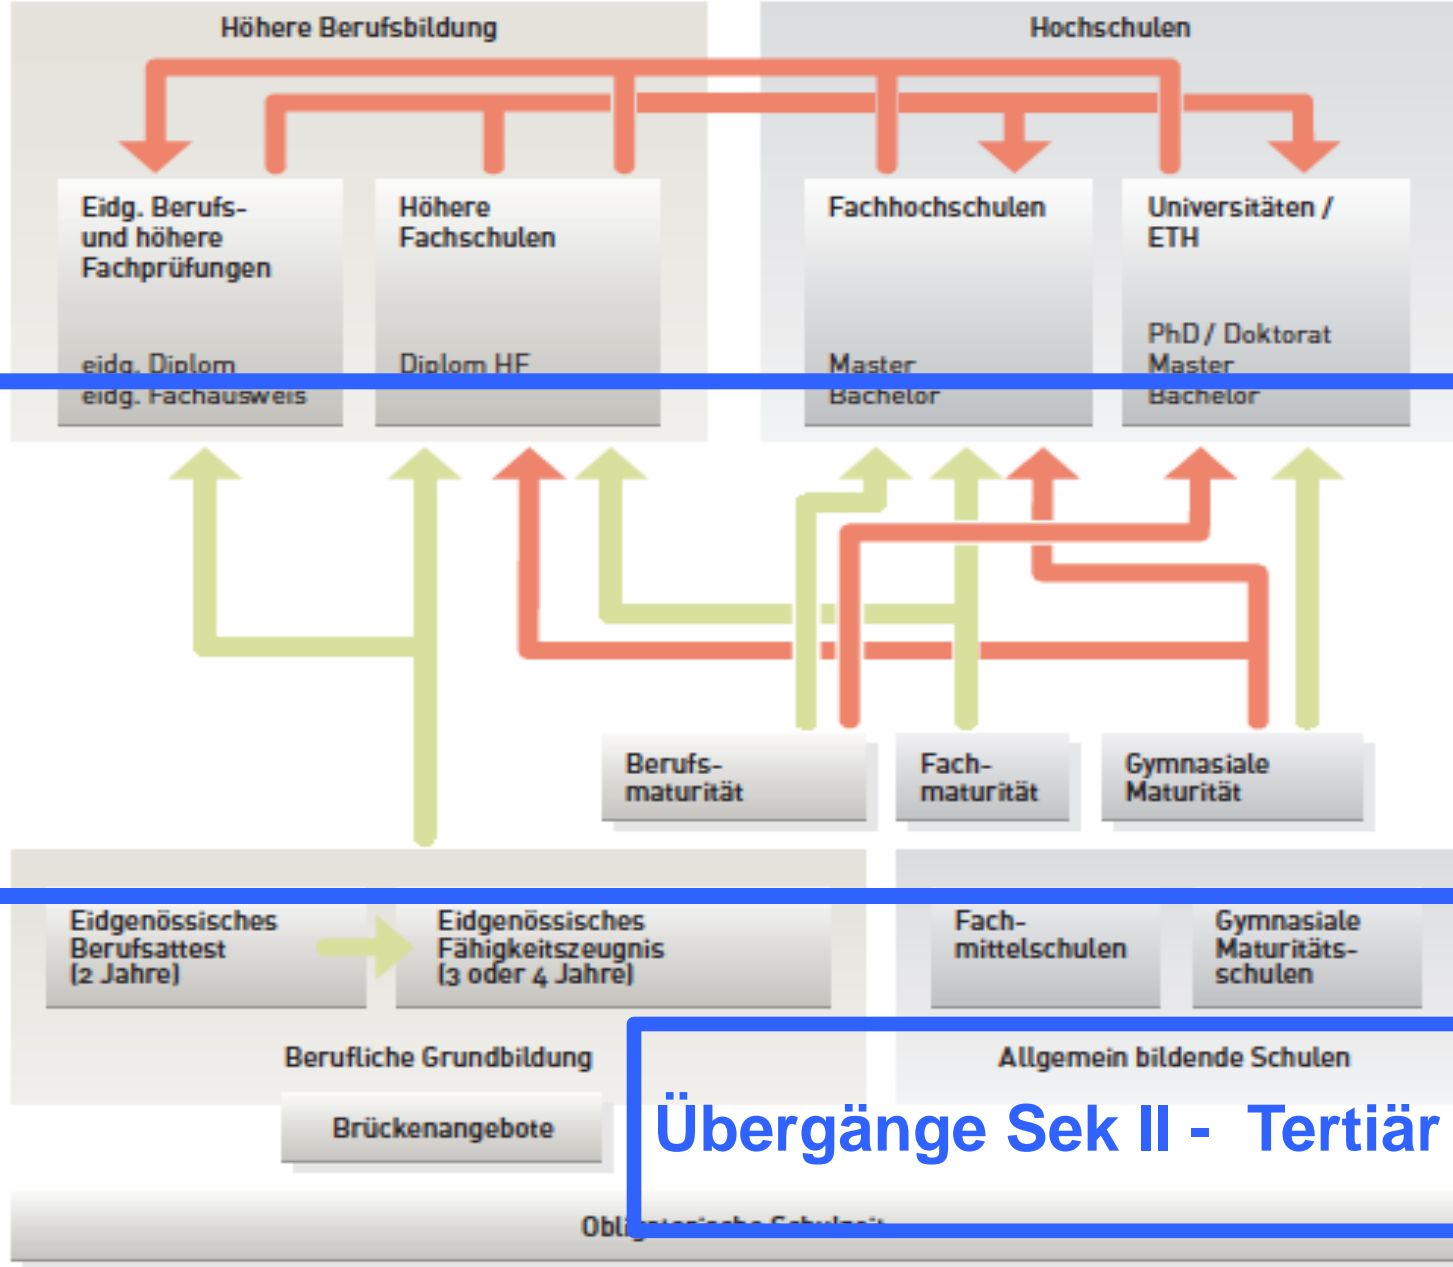 Höhere Berufsbildung
Hochschulen
Eidg. Berufs-
und höhere
Fachprüfungen
eidg. Diplom
eidg. Fachausweis
Höhere
Fachschulen
Diplom HF
Fachhochschulen
Master
Bachelor
Universitäten /
ETH
PhD / Doktorat
Master
Bachelor
Berufs-
maturität
Fach-
maturität
Gymnasiale
Maturität
Eidgenössisches
Berufsattest
(2 Jahre)
Eidgenössisches
Fähigkeitszeugnis
(3 oder 4 Jahre)
Fach-
mittelschulen
Gymnasiale
Maturitäts-
schulen
Berufliche Grundbildung
Allgemein bildende Schulen
Brückenangebote
Übergänge Sek II - Tertiär
Obligatorische Schulzeit